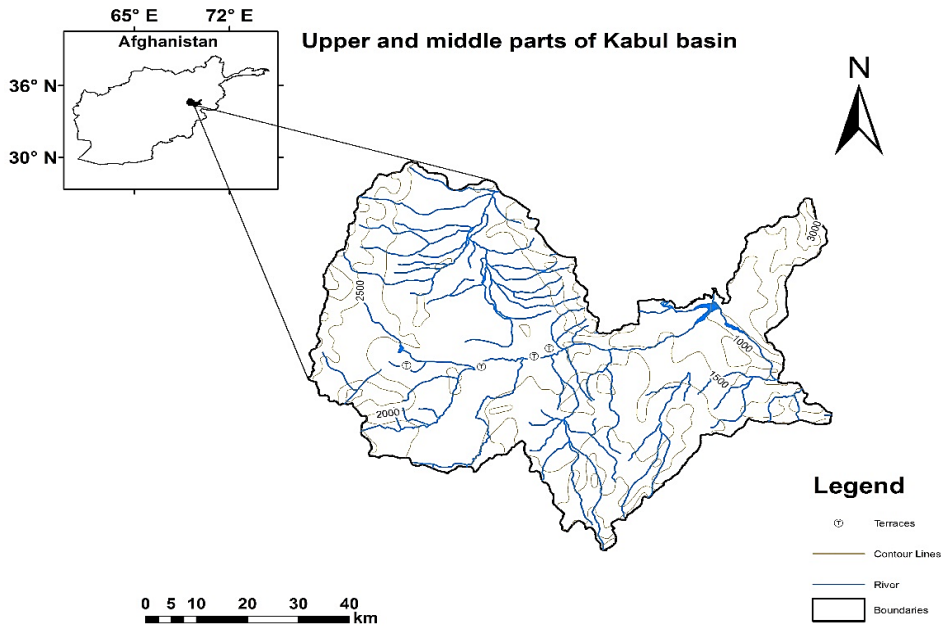 65° E 72° E
Afghanistan
Upper and middle parts of Kabul basin
36° N
30° N
N
3000
2500
1000
1500
2000
T
T
T
T
Legend
T Terraces
Contour Lines
River
Boundaries
0 5 10 20 30 40
km